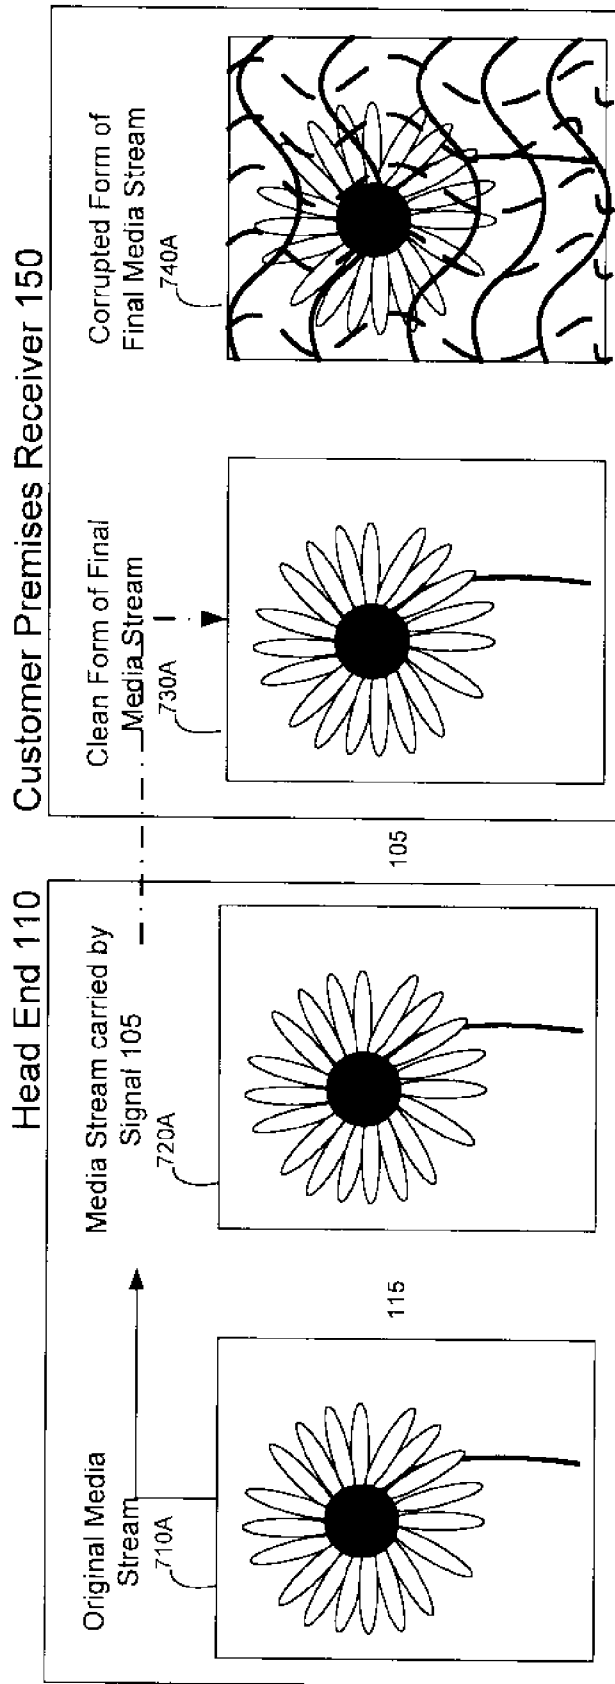 Head End 110
Original Media
Stream
710A
115
Media Stream carried by
Signal 105
720A
105
Customer Premises Receiver 150
Clean Form of Final
Media Stream
730A
Corrupted Form of
Final Media Stream
740A